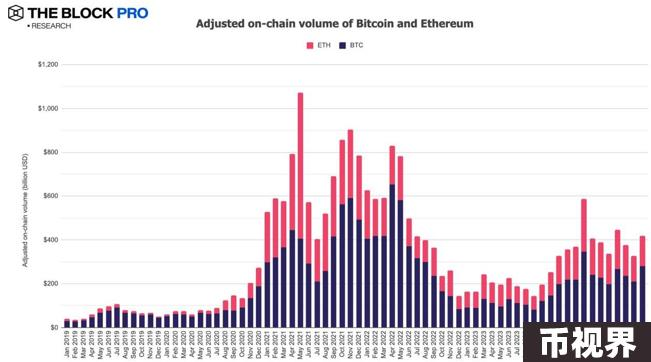 THE BLOCK PRO
• RESEARCH
Adjusted on-chain volume of Bitcoin and Ethereum
ETH BTC
Adjusted on-chain volume (billion USD)
$1,200
$1,000
$800
$600
$400
$200
$0
Jan 2019 Feb 2019 Mar 2019 Apr 2019 May 2019 Jun 2019 Jul 2019 Aug 2019 Sep 2019 Oct 2019 Nov 2019 Dec 2019 Jan 2020 Feb 2020 Mar 2020 Apr 2020 May 2020 Jun 2020 Jul 2020 Aug 2020 Sep 2020 Oct 2020 Nov 2020 Dec 2020 Jan 2021 Feb 2021 Mar 2021 Apr 2021 May 2021 Jun 2021 Jul 2021 Aug 2021 Sep 2021 Oct 2021 Nov 2021 Dec 2021 Jan 2022 Feb 2022 Mar 2022 Apr 2022 May 2022 Jun 2022 Jul 2022 Aug 2022 Sep 2022 Oct 2022 Nov 2022 Dec 2022 Jan 2023 Feb 2023 Mar 2023 Apr 2023 May 2023 Jun 2023
币视界